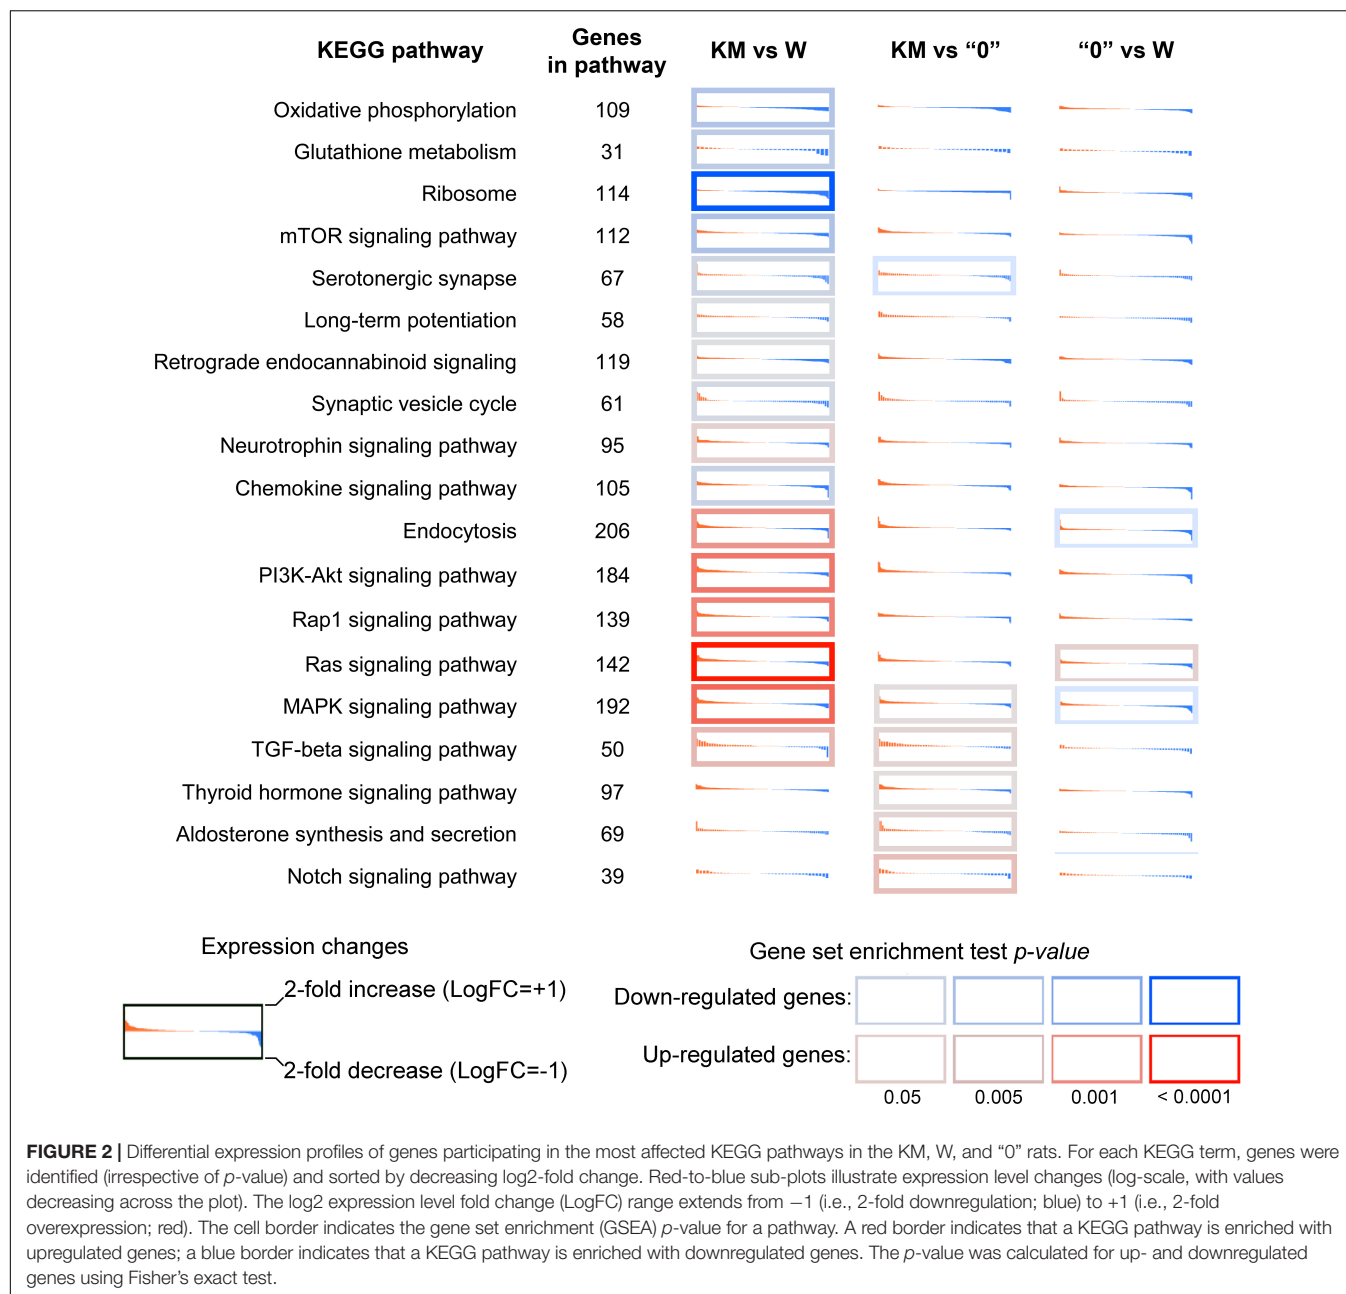 KEGG pathway Genes in pathway KM vs W KM vs “0” “0” vs W
Oxidative phosphorylation 109
Glutathione metabolism 31
Ribosome 114
mTOR signaling pathway 112
Serotonergic synapse 67
Long-term potentiation 58
Retrograde endocannabinoid signaling 119
Synaptic vesicle cycle 61
Neurotrophin signaling pathway 95
Chemokine signaling pathway 105
Endocytosis 206
PI3K-Akt signaling pathway 184
Rap1 signaling pathway 139
Ras signaling pathway 142
MAPK signaling pathway 192
TGF-beta signaling pathway 50
Thyroid hormone signaling pathway 97
Aldosterone synthesis and secretion 69
Notch signaling pathway 39
Expression changes
2-fold increase (LogFC=+1)
2-fold decrease (LogFC=-1)
Gene set enrichment test p-value
Down-regulated genes:
Up-regulated genes:
0.05 0.005 0.001 < 0.0001
FIGURE 2 | Differential expression profiles of genes participating in the most affected KEGG pathways in the KM, W, and “0” rats. For each KEGG term, genes were
identified (irrespective of p-value) and sorted by decreasing log2-fold change. Red-to-blue sub-plots illustrate expression level changes (log-scale, with values
decreasing across the plot). The log2 expression level fold change (LogFC) range extends from −1 (i.e., 2-fold downregulation; blue) to +1 (i.e., 2-fold
overexpression; red). The cell border indicates the gene set enrichment (GSEA) p-value for a pathway. A red border indicates that a KEGG pathway is enriched with
upregulated genes; a blue border indicates that a KEGG pathway is enriched with downregulated genes. The p-value was calculated for up- and downregulated
genes using Fisher’s exact test.